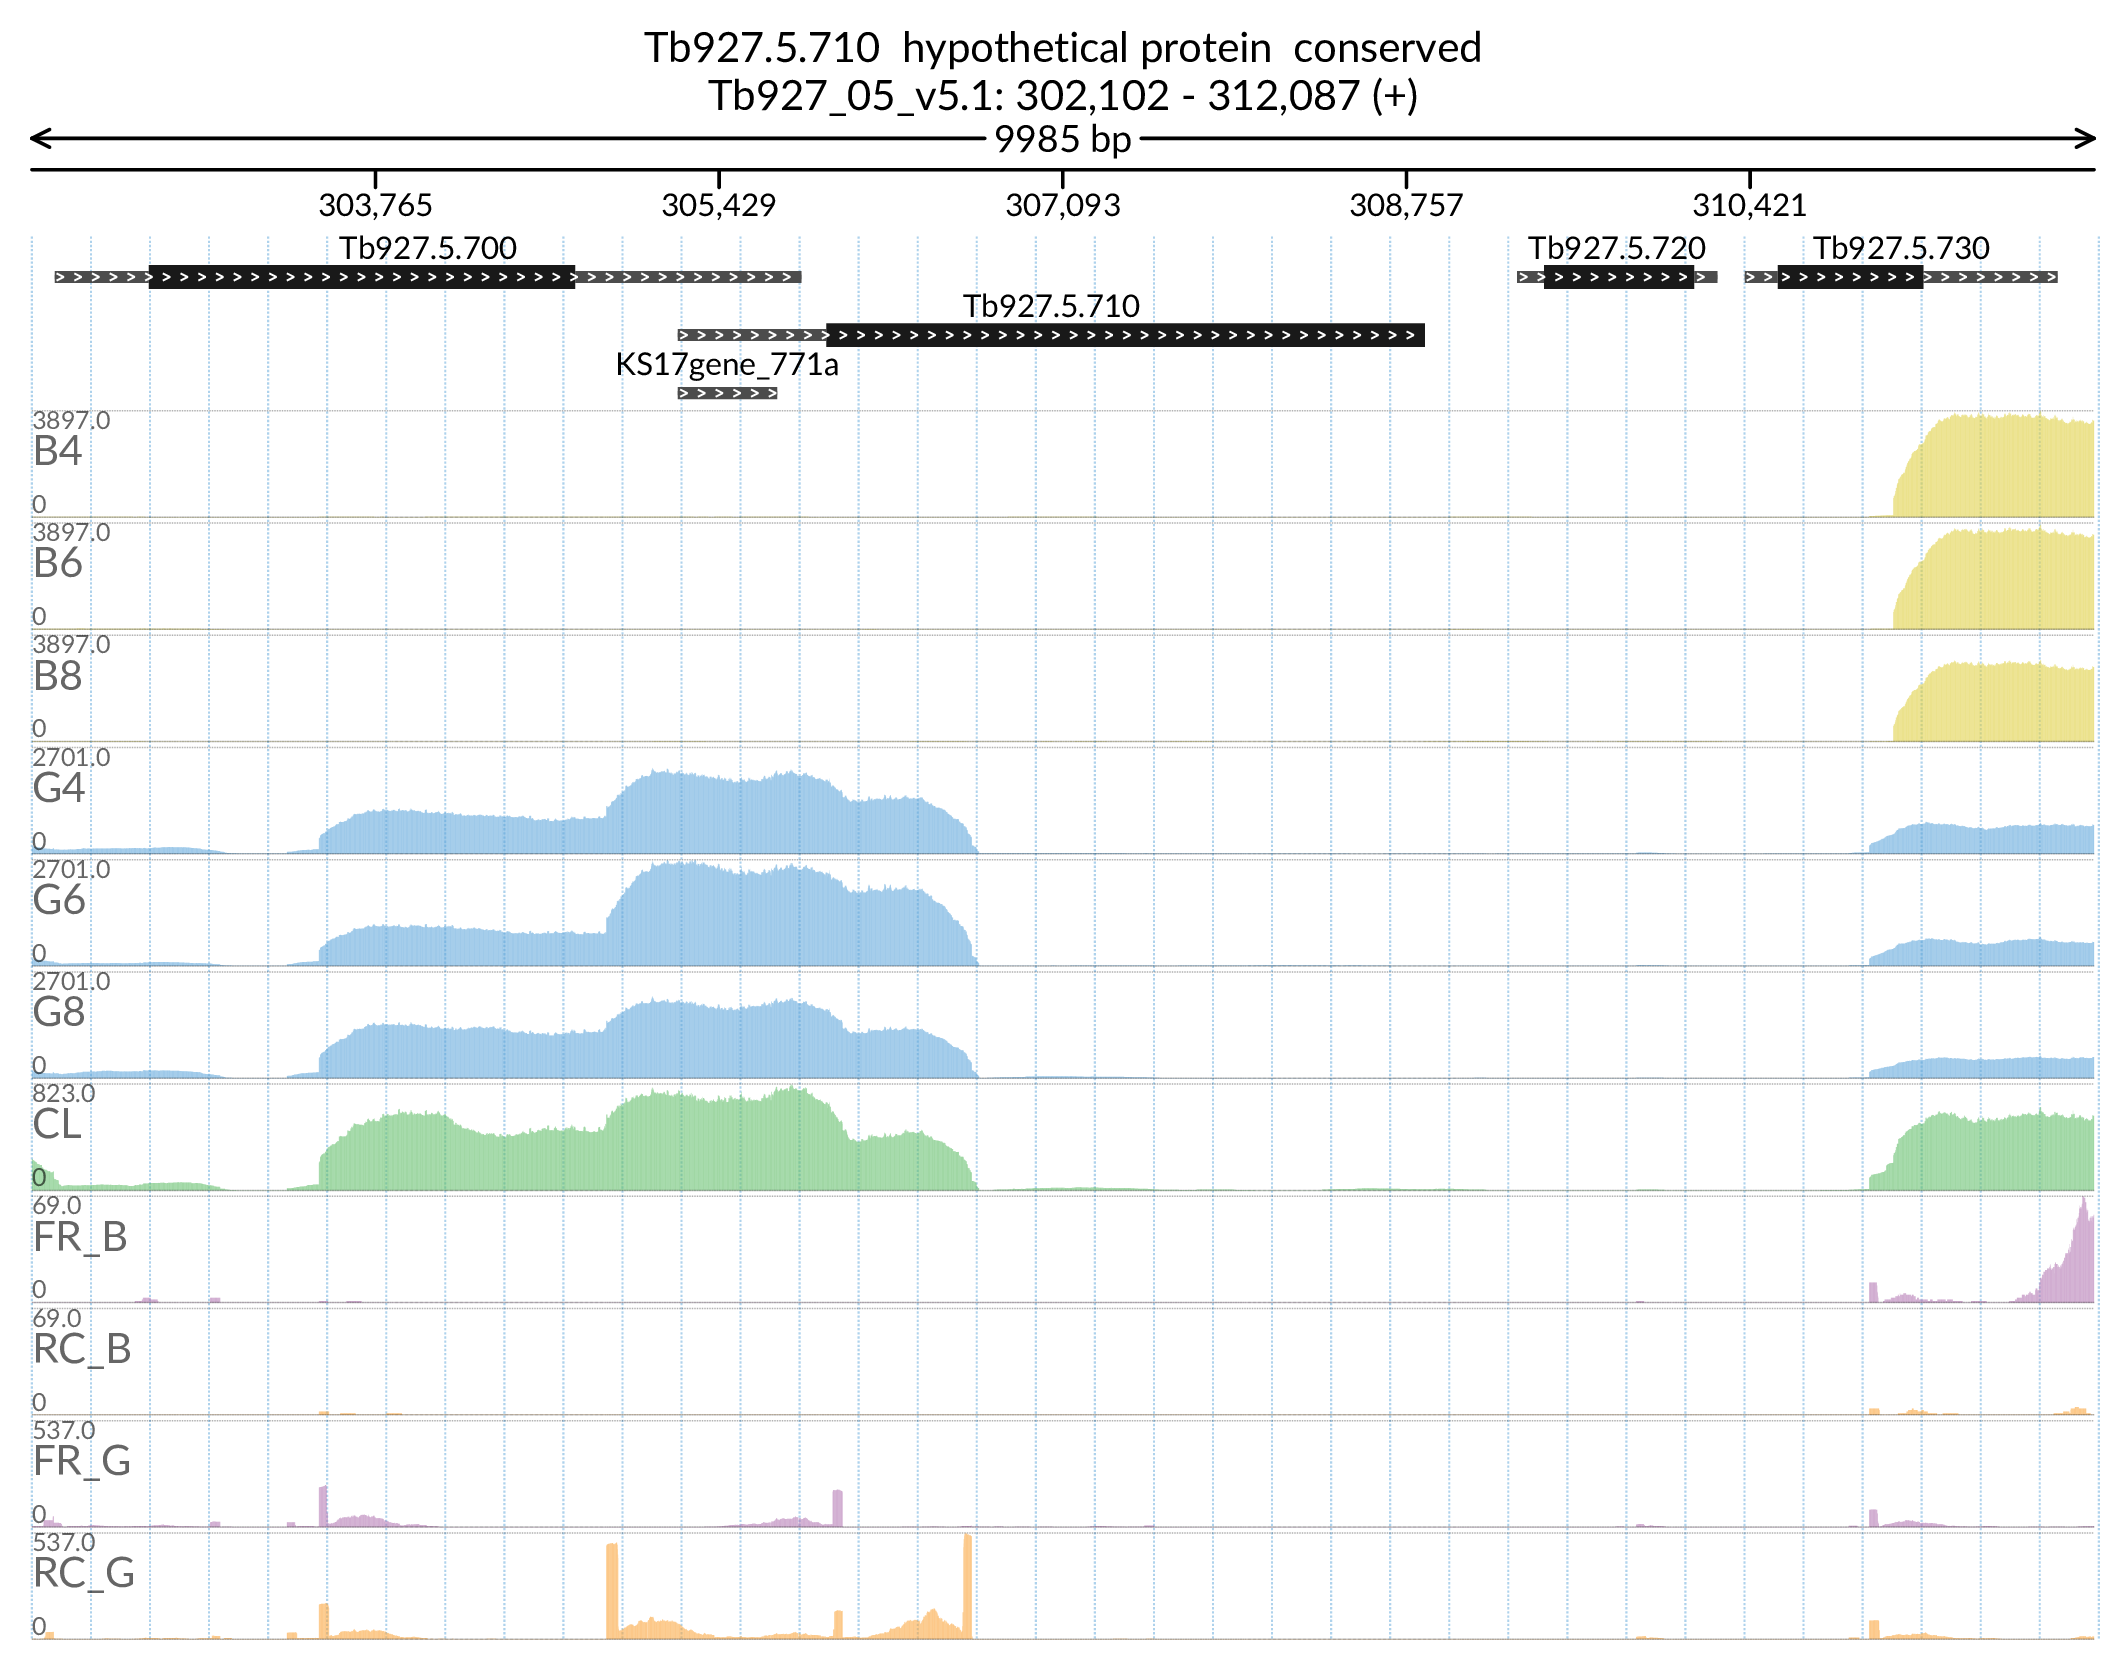 Tb927.5.710 hypothetical protein conserved
Tb927_05_v5.1: 302,102 - 312,087 (+)
9985 bp
303,765 305,429 307,093 308,757 310,421
Tb927.5.700 Tb927.5.720 Tb927.5.730
Tb927.5.710
KS17gene_771a
3897.0
B4
0
3897.0
B6
0
3897.0
B8
0
2701.0
G4
0
2701.0
G6
0
2701.0
G8
0
823.0
CL
0
69.0
FR_B
0
69.0
RC_B
0
537.0
FR_G
0
537.0
RC_G
0